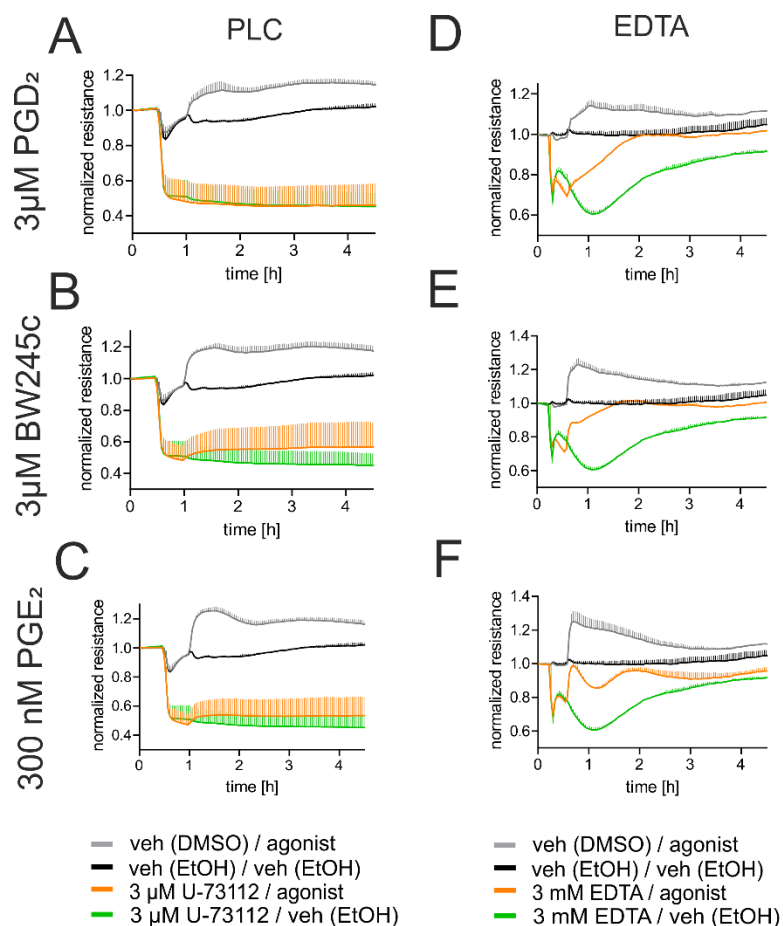 PLC
EDTA
3µM PGD₂
A
normalized resistance
1.2
1.0
0.8
0.6
0.4
0 1 2 3 4
time [h]
D
normalized resistance
1.2
1.0
0.8
0.6
0 1 2 3 4
time [h]
3µM BW245c
B
normalized resistance
1.2
1.0
0.8
0.6
0.4
0 1 2 3 4
time [h]
E
normalized resistance
1.4
1.2
1.0
0.8
0.6
0 1 2 3 4
time [h]
300 nM PGE₂
C
normalized resistance
1.2
1.0
0.8
0.6
0.4
0 1 2 3 4
time [h]
F
normalized resistance
1.4
1.2
1.0
0.8
0.6
0 1 2 3 4
time [h]
veh (DMSO) / agonist
veh (EtOH) / veh (EtOH)
3 µM U-73112 / agonist
3 µM U-73112 / veh (EtOH)
veh (DMSO) / agonist
veh (EtOH) / veh (EtOH)
3 mM EDTA / agonist
3 mM EDTA / veh (EtOH)